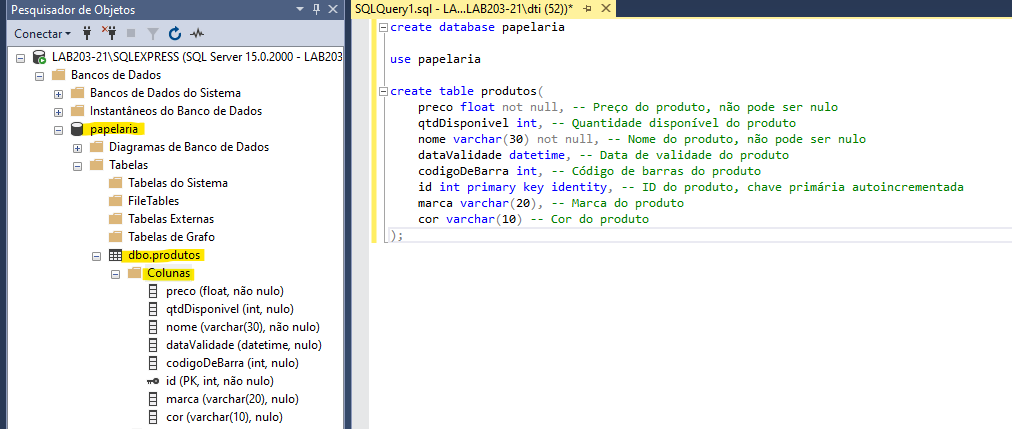 Pesquisador de Objetos
Conectar
LAB203-21\SQLEXPRESS (SQL Server 15.0.2000 - LAB203
Bancos de Dados
Bancos de Dados do Sistema
Instantâneos do Banco de Dados
papelaria
Diagramas de Banco de Dados
Tabelas
Tabelas do Sistema
FileTables
Tabelas Externas
Tabelas de Grafo
dbo.produtos
Colunas
preco (float, não nulo)
qtdDisponivel (int, nulo)
nome (varchar(30), não nulo)
dataValidade (datetime, nulo)
codigoDeBarra (int, nulo)
id (PK, int, não nulo)
marca (varchar(20), nulo)
cor (varchar(10), nulo)
SQLQuery1.sql - LA...LAB203-21\dti (52))*
create database papelaria
use papelaria
create table produtos(
preco float not null, -- Preço do produto, não pode ser nulo
qtdDisponivel int, -- Quantidade disponível do produto
nome varchar(30) not null, -- Nome do produto, não pode ser nulo
dataValidade datetime, -- Data de validade do produto
codigoDeBarra int, -- Código de barras do produto
id int primary key identity, -- ID do produto, chave primária autoincrementada
marca varchar(20), -- Marca do produto
cor varchar(10) -- Cor do produto
);